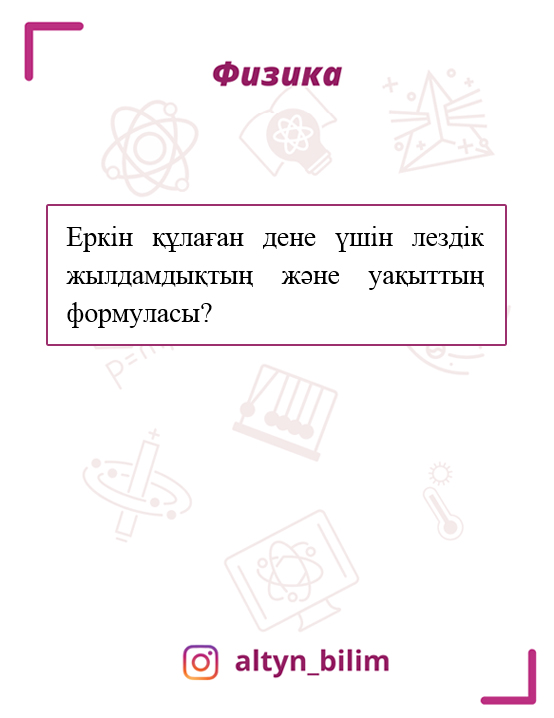 Физика
Еркін құлаған дене үшін лездік
жылдамдықтың және уақыттың
формуласы?
altyn_bilim